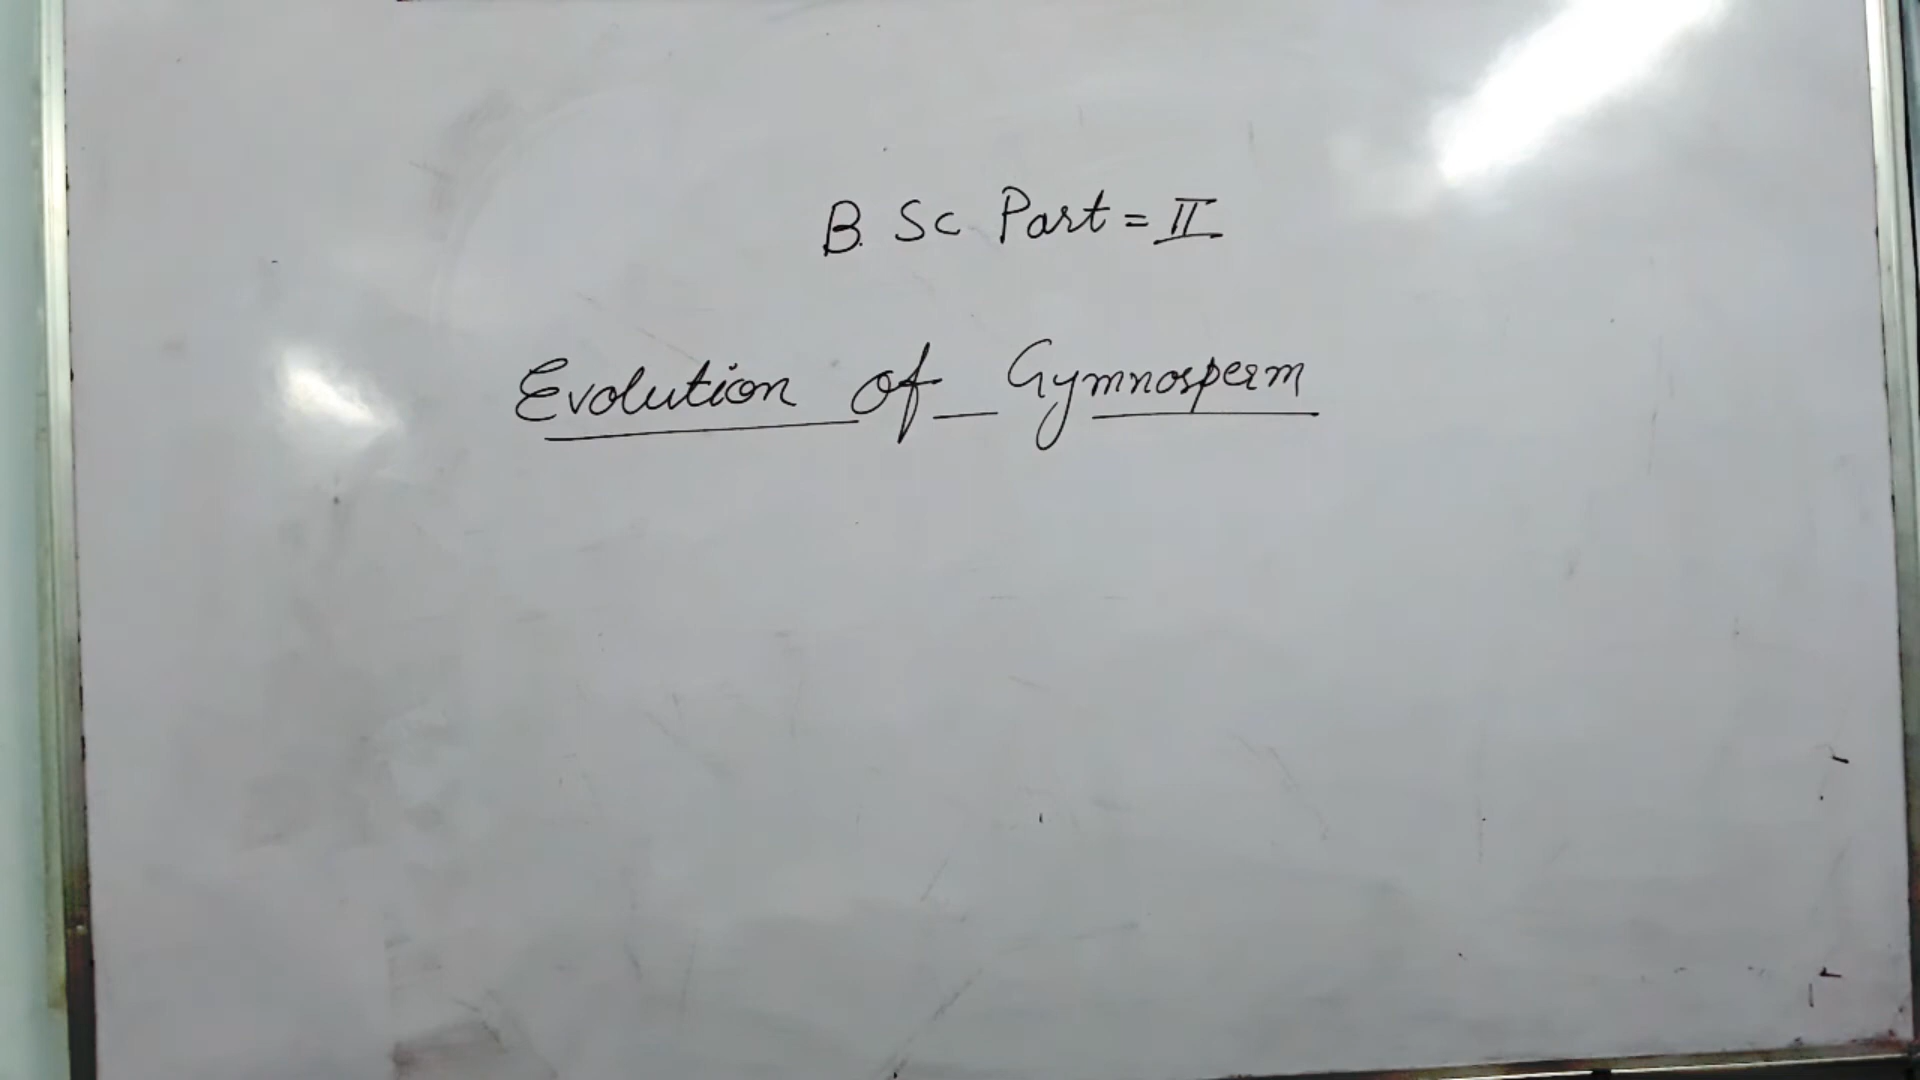 B. Sc Part = II
Evolution of Gymnosperm